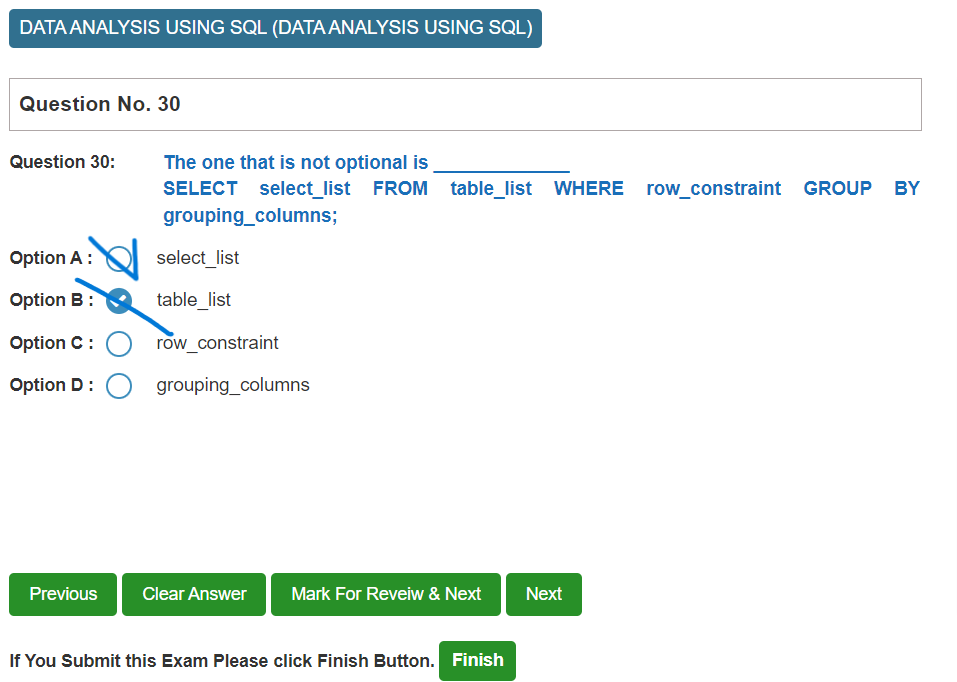 DATA ANALYSIS USING SQL (DATA ANALYSIS USING SQL)
Question No. 30
Question 30: The one that is not optional is _____________
SELECT select_list FROM table_list WHERE row_constraint GROUP BY
grouping_columns;
Option A : select_list
Option B : table_list
Option C : row_constraint
Option D : grouping_columns
Previous Clear Answer Mark For Reveiw & Next Next
If You Submit this Exam Please click Finish Button. Finish